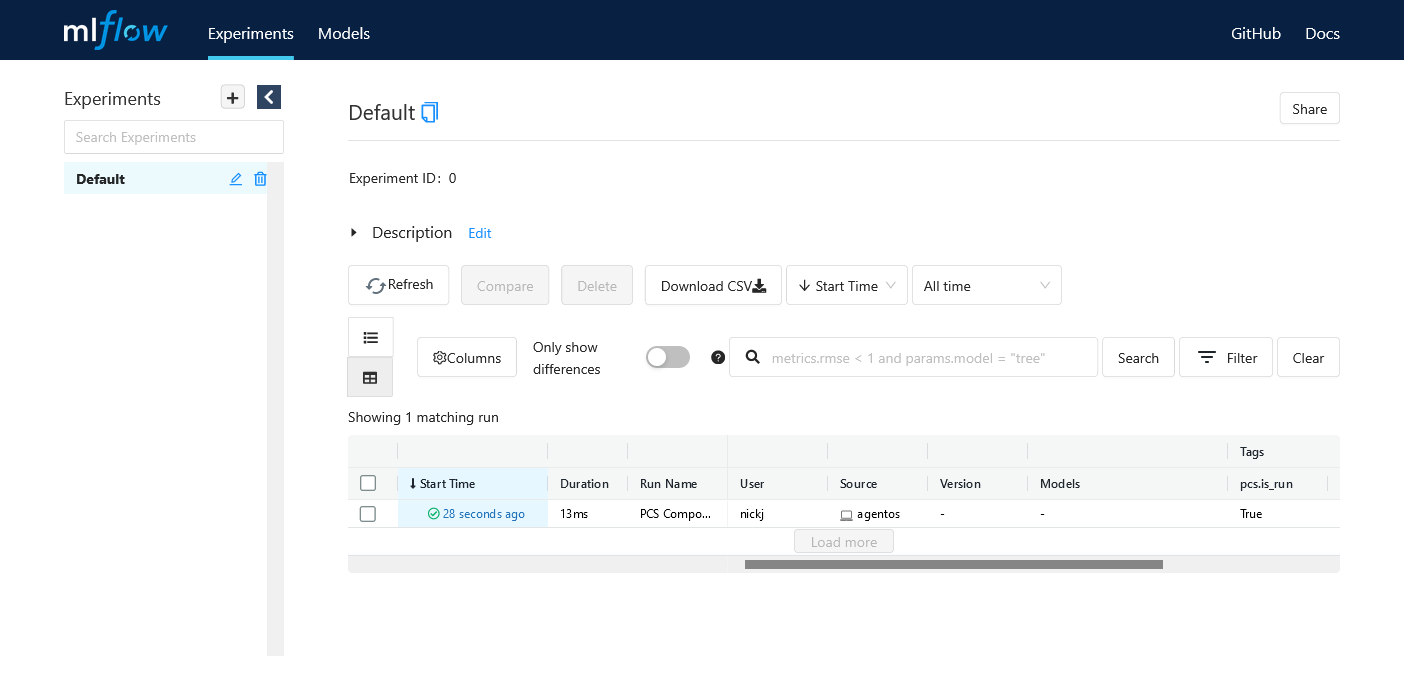 mlflow Experiments Models GitHub Docs
Experiments
Search Experiments
Default
Default
Share
Experiment ID: 0
Description Edit
Refresh Compare Delete Download CSV Start Time All time
Columns Only show differences ? metrics.rmse < 1 and params.model = "tree" Search Filter Clear
Showing 1 matching run
Tags
Start Time Duration Run Name User Source Version Models pcs.is_run
28 seconds ago 13ms PCS Compo... nickj agentos - - True
Load more